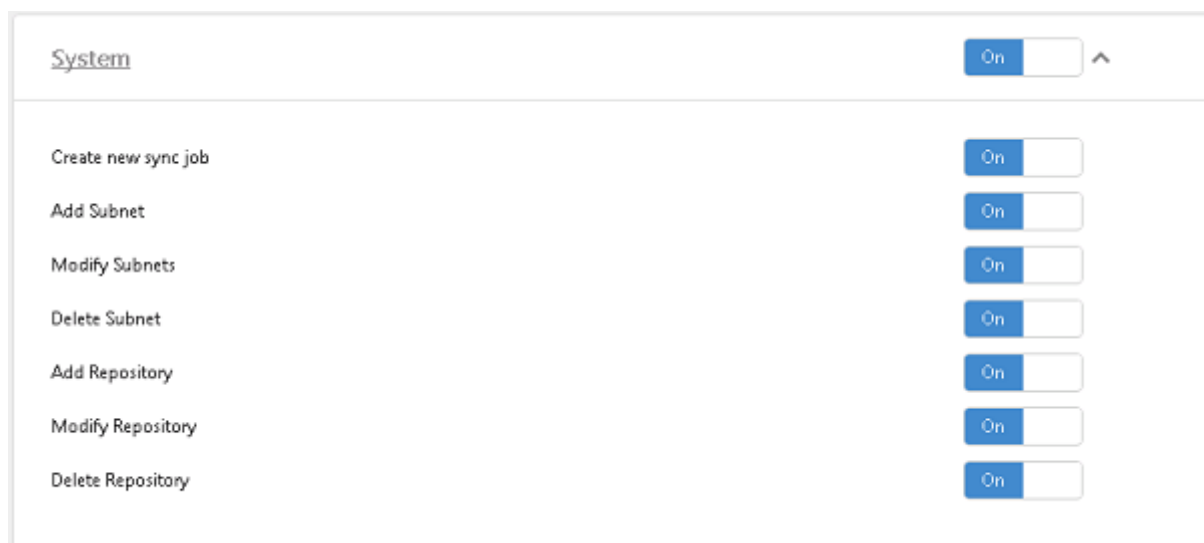 System On
Create new sync job On
Add Subnet On
Modify Subnets On
Delete Subnet On
Add Repository On
Modify Repository On
Delete Repository On